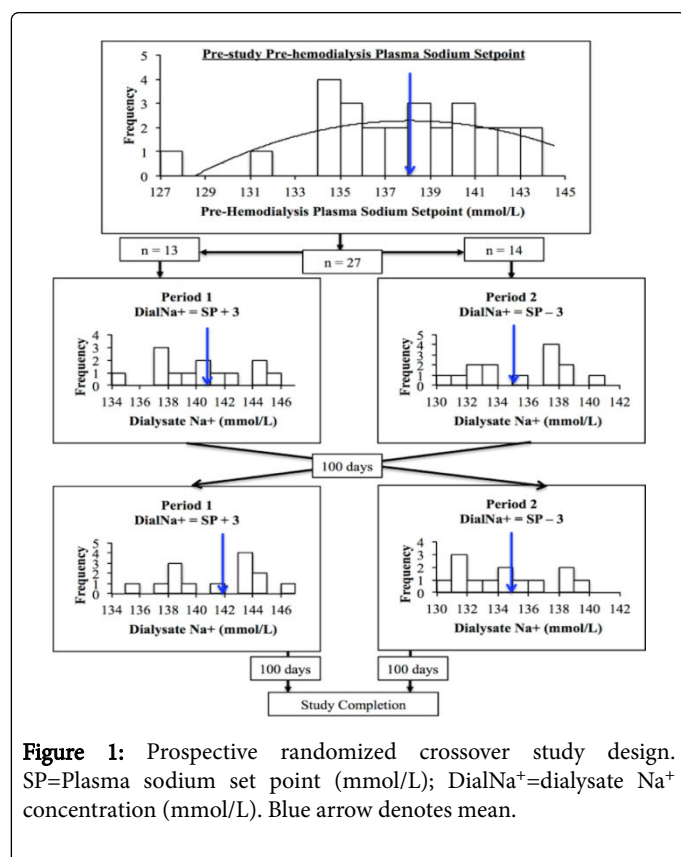 Pre-study Pre-hemodialysis Plasma Sodium Setpoint
Frequency
5
4
3
2
1
0
127 129 131 133 135 137 139 141 143 145
Pre-Hemodialysis Plasma Sodium Setpoint (mmol/L)
n = 13
n = 27
n = 14
Period 1
DialNa+ = SP + 3
Frequency
4
3
2
1
0
134 136 138 140 142 144 146
Dialysate Na+ (mmol/L)
Period 2
DialNa+ = SP – 3
Frequency
5
4
3
2
1
0
130 132 134 136 138 140 142
Dialysate Na+ (mmol/L)
100 days
Period 1
DialNa+ = SP + 3
Frequency
5
4
3
2
1
0
134 136 138 140 142 144 146
Dialysate Na+ (mmol/L)
Period 2
DialNa+ = SP – 3
Frequency
4
3
2
1
0
130 132 134 136 138 140 142
Dialysate Na+ (mmol/L)
100 days
100 days
Study Completion
Figure 1: Prospective randomized crossover study design.
SP=Plasma sodium set point (mmol/L); DialNa⁺=dialysate Na⁺
concentration (mmol/L). Blue arrow denotes mean.